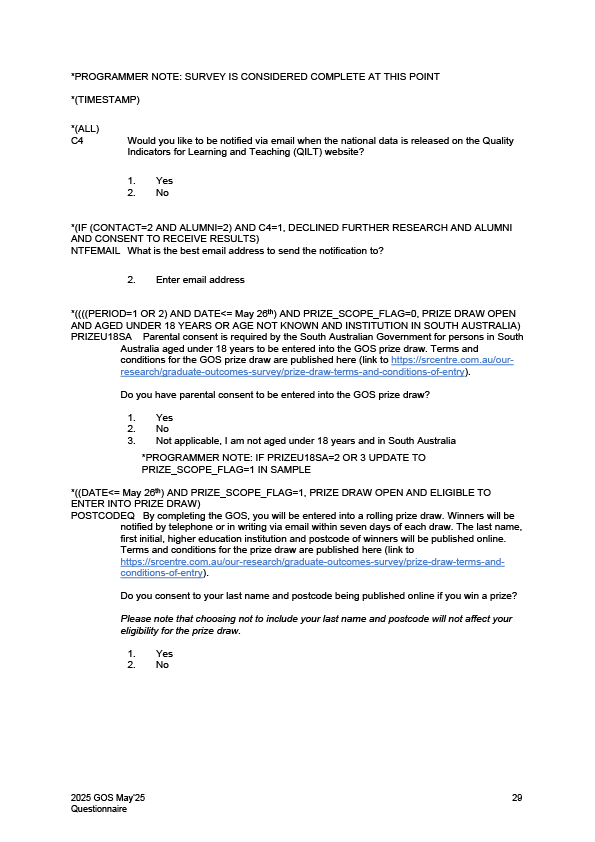 *PROGRAMMER NOTE: SURVEY IS CONSIDERED COMPLETE AT THIS POINT
*(TIMESTAMP)
*(ALL)
C4 Would you like to be notified via email when the national data is released on the Quality
Indicators for Learning and Teaching (QILT) website?
1. Yes
2. No
*(IF (CONTACT=2 AND ALUMNI=2) AND C4=1, DECLINED FURTHER RESEARCH AND ALUMNI
AND CONSENT TO RECEIVE RESULTS)
NTFEMAIL What is the best email address to send the notification to?
2. Enter email address
*((((PERIOD=1 OR 2) AND DATE<= May 26th) AND PRIZE_SCOPE_FLAG=0, PRIZE DRAW OPEN
AND AGED UNDER 18 YEARS OR AGE NOT KNOWN AND INSTITUTION IN SOUTH AUSTRALIA)
PRIZEU18SA Parental consent is required by the South Australian Government for persons in South
Australia aged under 18 years to be entered into the GOS prize draw. Terms and
conditions for the GOS prize draw are published here (link to https://srcentre.com.au/our-
research/graduate-outcomes-survey/prize-draw-terms-and-conditions-of-entry).
Do you have parental consent to be entered into the GOS prize draw?
1. Yes
2. No
3. Not applicable, I am not aged under 18 years and in South Australia
*PROGRAMMER NOTE: IF PRIZEU18SA=2 OR 3 UPDATE TO
PRIZE_SCOPE_FLAG=1 IN SAMPLE
*((DATE<= May 26th) AND PRIZE_SCOPE_FLAG=1, PRIZE DRAW OPEN AND ELIGIBLE TO
ENTER INTO PRIZE DRAW)
POSTCODEQ By completing the GOS, you will be entered into a rolling prize draw. Winners will be
notified by telephone or in writing via email within seven days of each draw. The last name,
first initial, higher education institution and postcode of winners will be published online.
Terms and conditions for the prize draw are published here (link to
https://srcentre.com.au/our-research/graduate-outcomes-survey/prize-draw-terms-and-
conditions-of-entry).
Do you consent to your last name and postcode being published online if you win a prize?
Please note that choosing not to include your last name and postcode will not affect your
eligibility for the prize draw.
1. Yes
2. No
2025 GOS May'25 29
Questionnaire